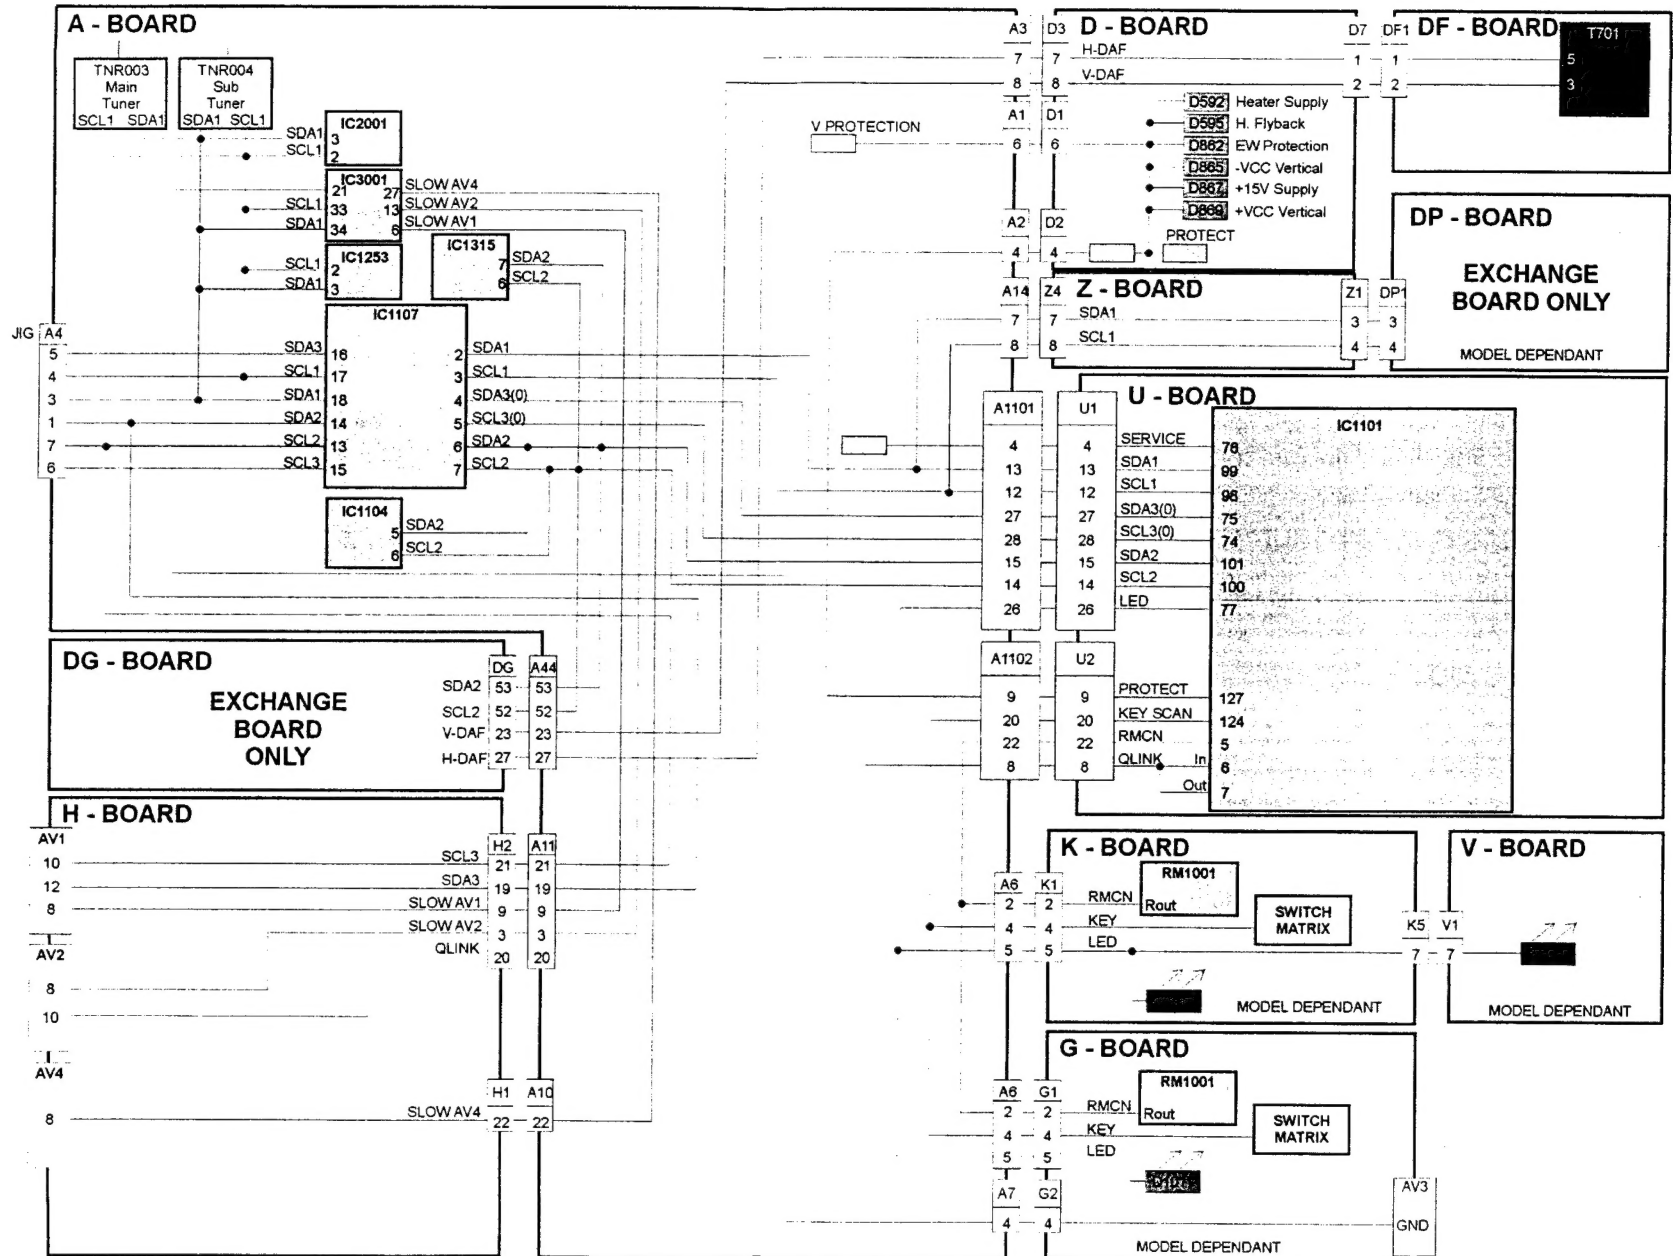 A - BOARD
TNR003
Main
Tuner
SCL1 SDA1
TNR004
Sub
Tuner
SDA1 SCL1
IC2001
SDA1 3
SCL1 2
IC3001
21
SCL1 33
SDA1 34
27 SLOW AV4
13 SLOW AV2
6 SLOW AV1
IC1253
SCL1 2
SDA1 3
IC1315
7 SDA2
6 SCL2
IC1107
JIG A4
5 SDA3 16
4 SCL1 17
3 SDA1 18
1 SDA2 14
7 SCL2 13
6 SCL3 15
2 SDA1
3 SCL1
4 SDA3(0)
5 SCL3(0)
6 SDA2
7 SCL2
IC1104
5 SDA2
6 SCL2
V PROTECTION
A3 D3
7 7 H-DAF
8 8 V-DAF
A1 D1
6 6
A2 D2
4 4
D - BOARD
D592 Heater Supply
D595 H. Flyback
D862 EW Protection
D865 -VCC Vertical
D867 +15V Supply
D869 +VCC Vertical
PROTECT
D7 DF1
1 1
2 2
DF - BOARD
T701
5
3
A14 Z4
Z - BOARD
7 7 SDA1
8 8 SCL1
Z1 DP1
3 3
4 4
DP - BOARD
EXCHANGE
BOARD ONLY
MODEL DEPENDANT
U - BOARD
A1101 U1
IC1101
4 4 SERVICE 76
13 13 SDA1 99
12 12 SCL1 98
27 27 SDA3(0) 75
28 28 SCL3(0) 74
15 15 SDA2 101
14 14 SCL2 100
26 26 LED 77
A1102 U2
9 9 PROTECT 127
20 20 KEY SCAN 124
22 22 RMCN 5
8 8 QLINK In 6
Out 7
DG - BOARD
EXCHANGE
BOARD
ONLY
DG A44
SDA2 53 53
SCL2 52 52
V-DAF 23 23
H-DAF 27 27
H - BOARD
AV1
H2 A11
10 SCL3 21 21
12 SDA3 19 19
8 SLOW AV1 9 9
SLOW AV2 3 3
QLINK 20 20
AV2
8
10
AV4
H1 A10
8 SLOW AV4 22 22
K - BOARD
A6 K1
RM1001
2 2 RMCN Rout
4 4 KEY
5 5 LED
SWITCH
MATRIX
K5 V1
7 7
MODEL DEPENDANT
V - BOARD
MODEL DEPENDANT
G - BOARD
A6 G1
RM1001
2 2 RMCN Rout
4 4 KEY
5 5 LED
SWITCH
MATRIX
A7 G2
4 4
AV3
GND
MODEL DEPENDANT